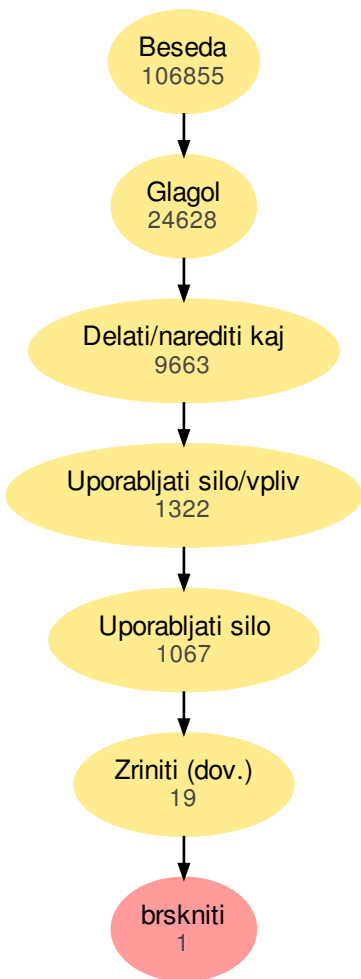 Beseda
106855
Glagol
24628
Delati/narediti kaj
9663
Uporabljati silo/vpliv
1322
Uporabljati silo
1067
Zriniti (dov.)
19
brskniti
1